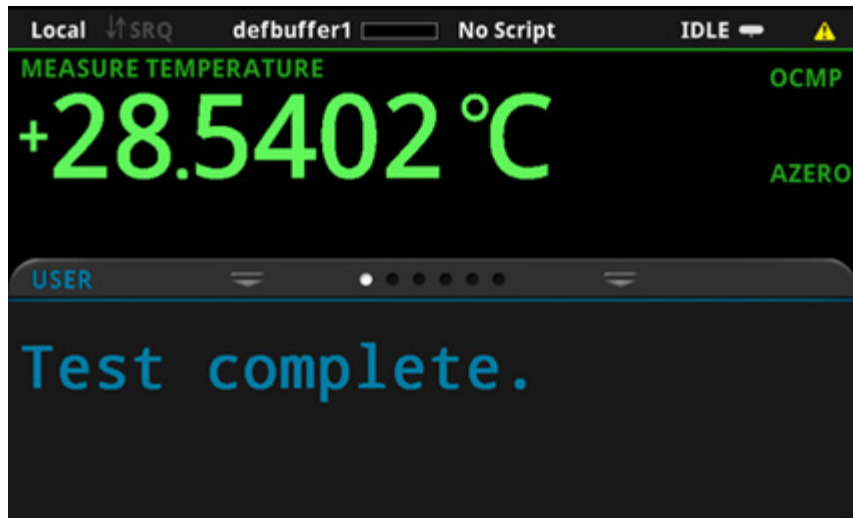 Local SRQ defbuffer1 No Script IDLE
MEASURE TEMPERATURE
OCMP
+28.5402 °C
AZERO
USER
Test complete.